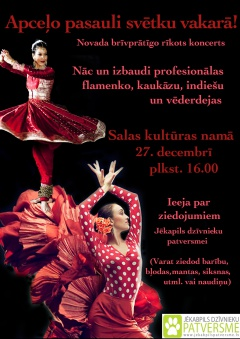 Apceļo pasauli svētku vakarā!
Novada brīvprātīgo rīkots koncerts
Nāc un izbaudi profesionālas
flamenko, kaukāzu, indiešu
un vēderdejas
Salas kultūras namā
27. decembrī
plkst. 16.00
Ieeja par
ziedojumiem
Jēkabpils dzīvnieku
patversmei
(Varat ziedod barību,
bļodas,mantas, siksnas,
utml. vai naudiņu)
JĒKABPILS DZĪVNIEKU
PATVERSME